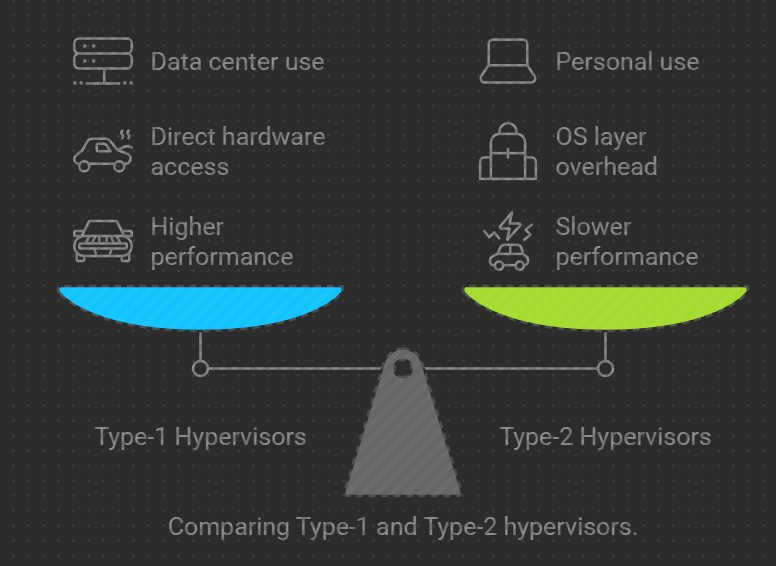 Data center use
Personal use
Direct hardware
access
OS layer
overhead
Higher
performance
Slower
performance
Type-1 Hypervisors
Type-2 Hypervisors
Comparing Type-1 and Type-2 hypervisors.